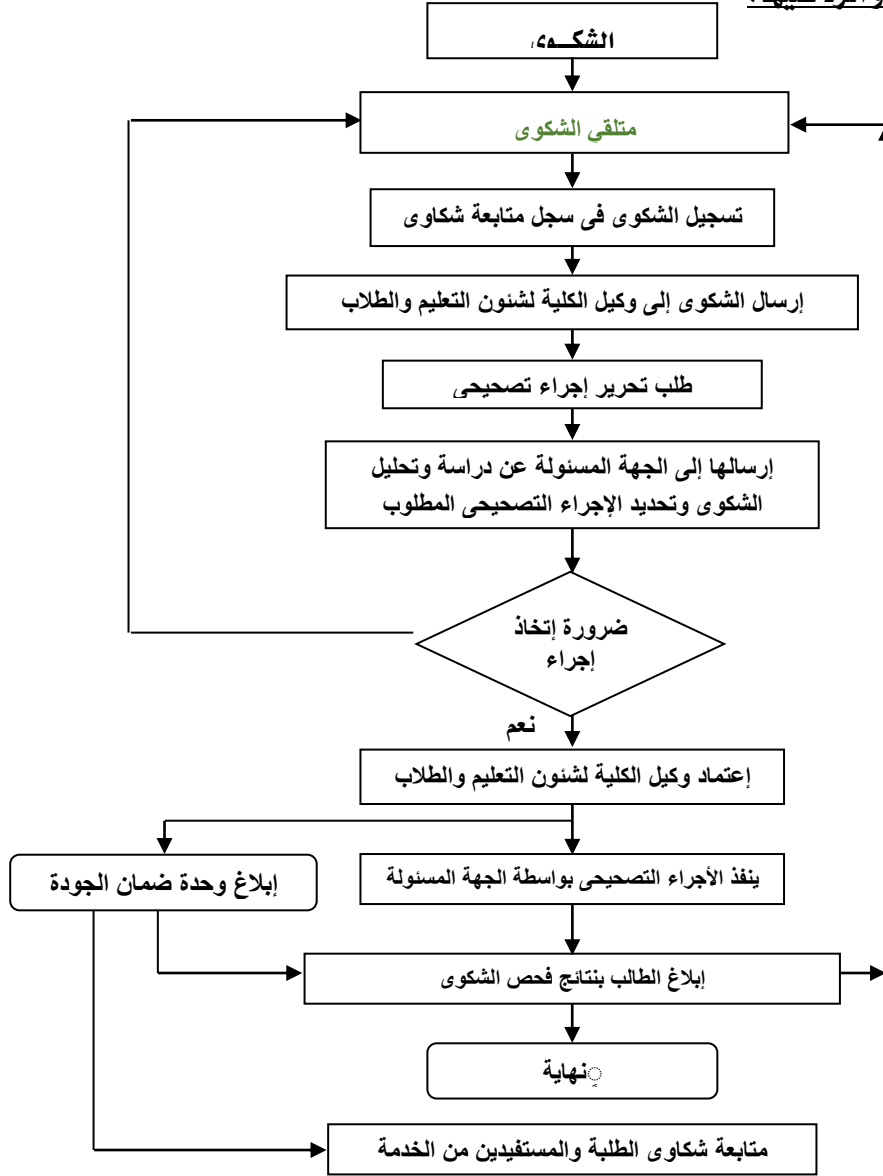 الشكــوى
متلقي الشكوى
تسجيل الشكوى فى سجل متابعة شكاوى
إرسال الشكوى إلى وكيل الكلية لشئون التعليم والطلاب
طلب تحرير إجراء تصحيحى
إرسالها إلى الجهة المسئولة عن دراسة وتحليل
الشكوى وتحديد الإجراء التصحيحى المطلوب
ضرورة إتخاذ
إجراء
نعم
إعتماد وكيل الكلية لشئون التعليم والطلاب
إبلاغ وحدة ضمان الجودة
ينفذ الأجراء التصحيحى بواسطة الجهة المسئولة
إبلاغ الطالب بنتائج فحص الشكوى
نهاية
متابعة شكاوى الطلبة والمستفيدين من الخدمة